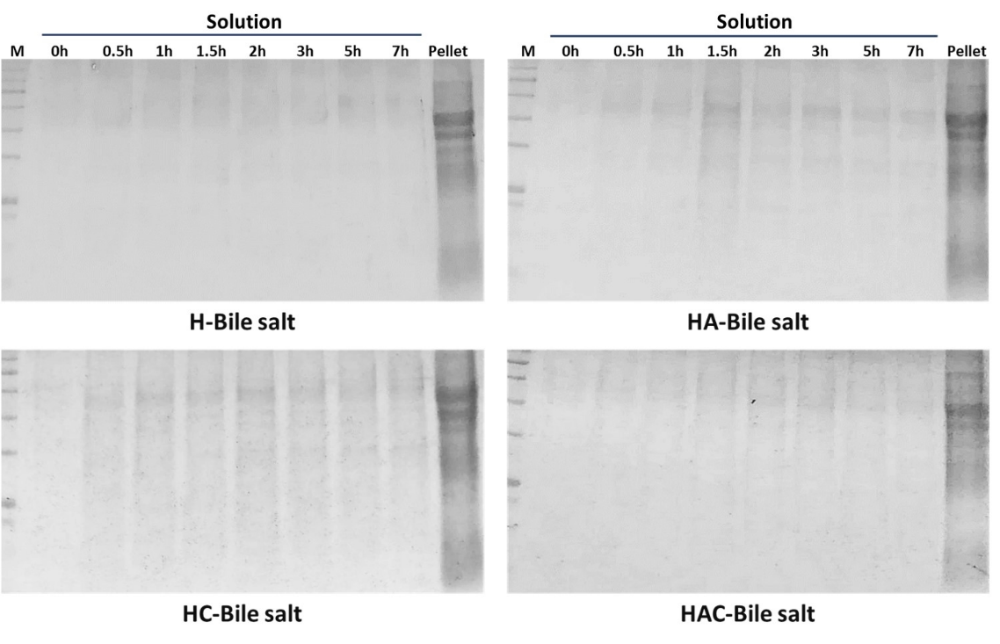 Solution
M 0h 0.5h 1h 1.5h 2h 3h 5h 7h Pellet
Solution
M 0h 0.5h 1h 1.5h 2h 3h 5h 7h Pellet
H-Bile salt
HA-Bile salt
HC-Bile salt
HAC-Bile salt